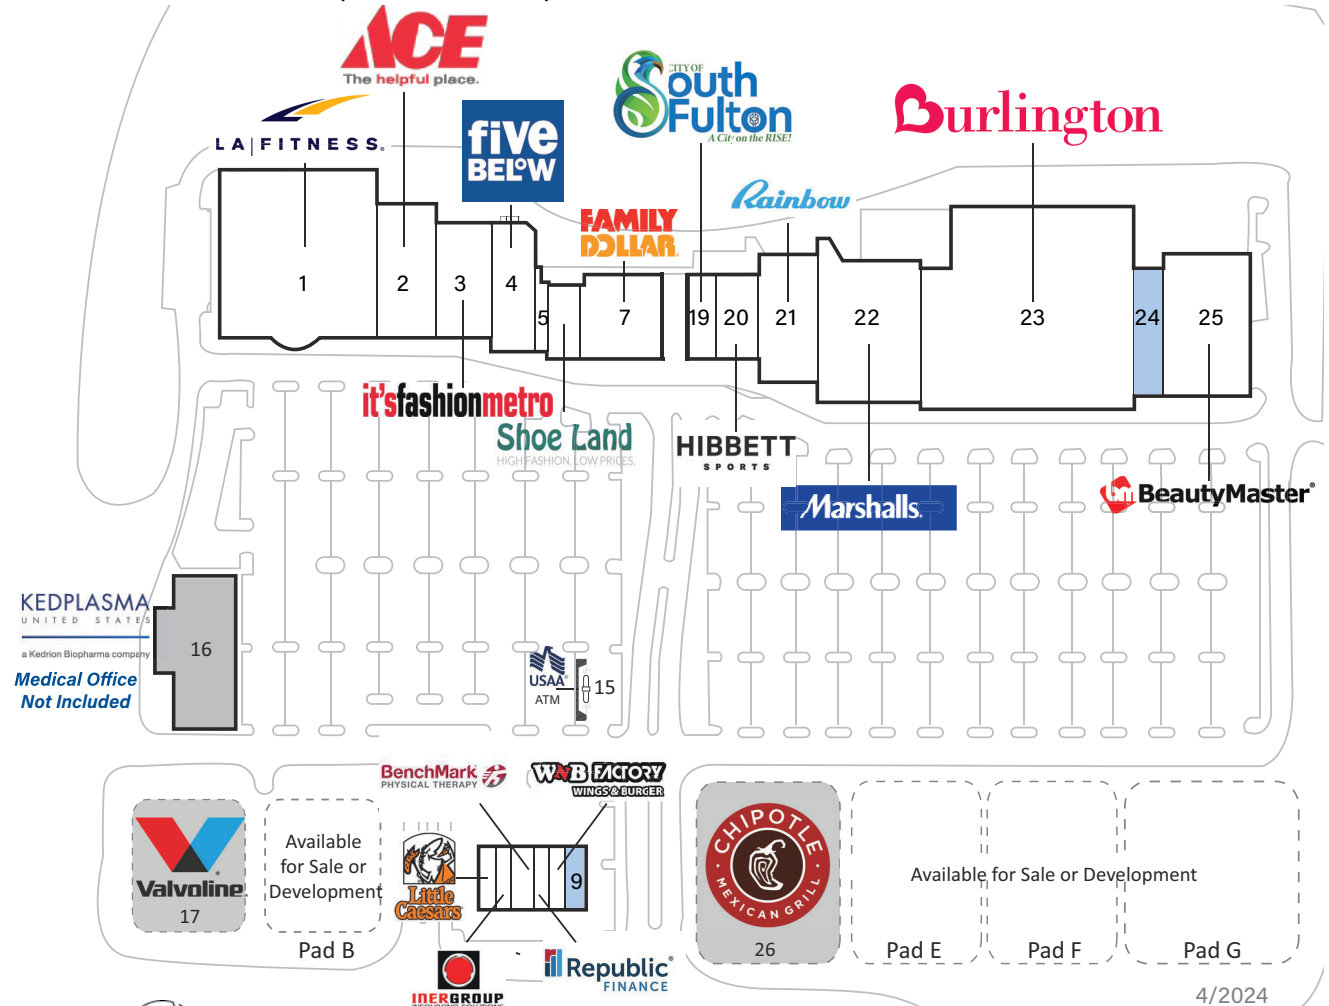 ACE
The helpful place.
LA|FITNESS.
five
BELOW
CITY OF
South
Fulton
A City on the RISE!
Burlington
FAMILY
DOLLAR
Rainbow
1
2
3
4
5
7
19
20
21
22
23
24
25
it'sfashionmetro
Shoe Land
HIGH FASHION. LOW PRICES.
HIBBETT
SPORTS
Marshalls.
BeautyMaster®
KEDPLASMA
UNITED STATES
a Kedrion Biopharma company
Medical Office
Not Included
16
USAA®
ATM
15
BenchMark
PHYSICAL THERAPY
WNB FACTORY
WINGS & BURGER
Valvoline
17
Available
for Sale or
Development
Pad B
Little
Caesars
9
INERGROUP
Republic®
FINANCE
CHIPOTLE
MEXICAN GRILL
26
Available for Sale or Development
Pad E
Pad F
Pad G
4/2024